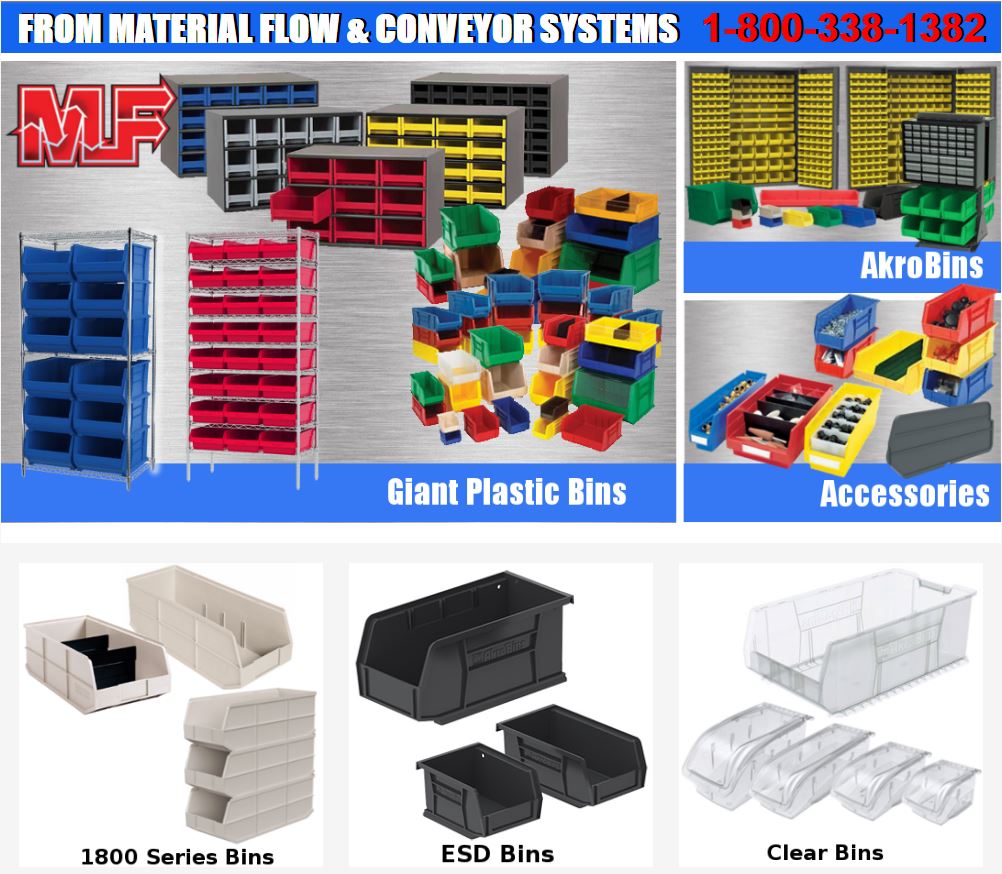 FROM MATERIAL FLOW & CONVEYOR SYSTEMS 1-800-338-1382
MF
AkroBins
Giant Plastic Bins
Accessories
AkroBins
1800 Series Bins
ESD Bins
Clear Bins